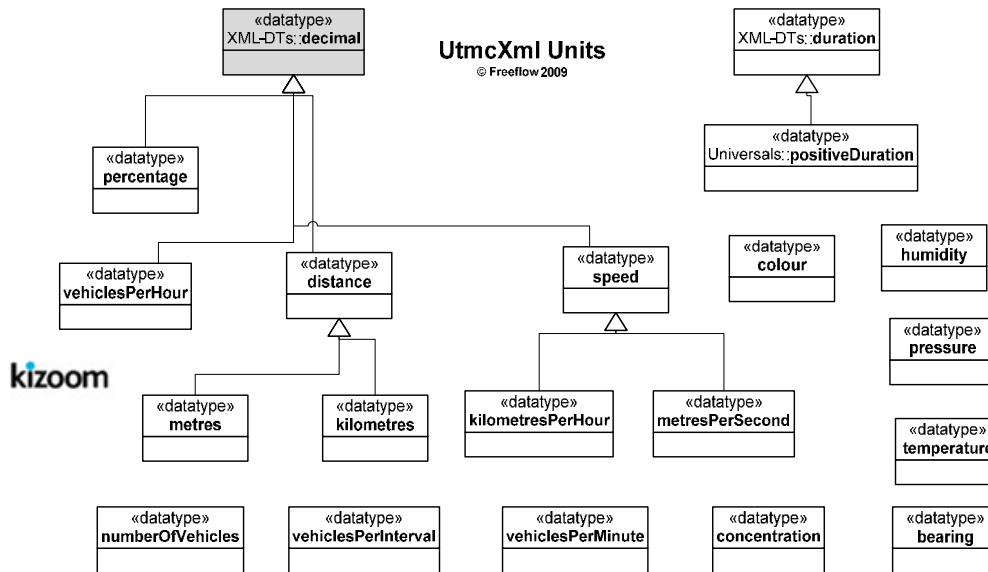 «datatype»
XML-DTs::decimal
UtmcXml Units
© Freeflow 2009
«datatype»
XML-DTs::duration
«datatype»
Universals::positiveDuration
«datatype»
percentage
«datatype»
vehiclesPerHour
«datatype»
distance
«datatype»
speed
«datatype»
colour
«datatype»
humidity
«datatype»
pressure
kizoom
«datatype»
metres
«datatype»
kilometres
«datatype»
kilometresPerHour
«datatype»
metresPerSecond
«datatype»
temperature
«datatype»
numberOfVehicles
«datatype»
vehiclesPerInterval
«datatype»
vehiclesPerMinute
«datatype»
concentration
«datatype»
bearing